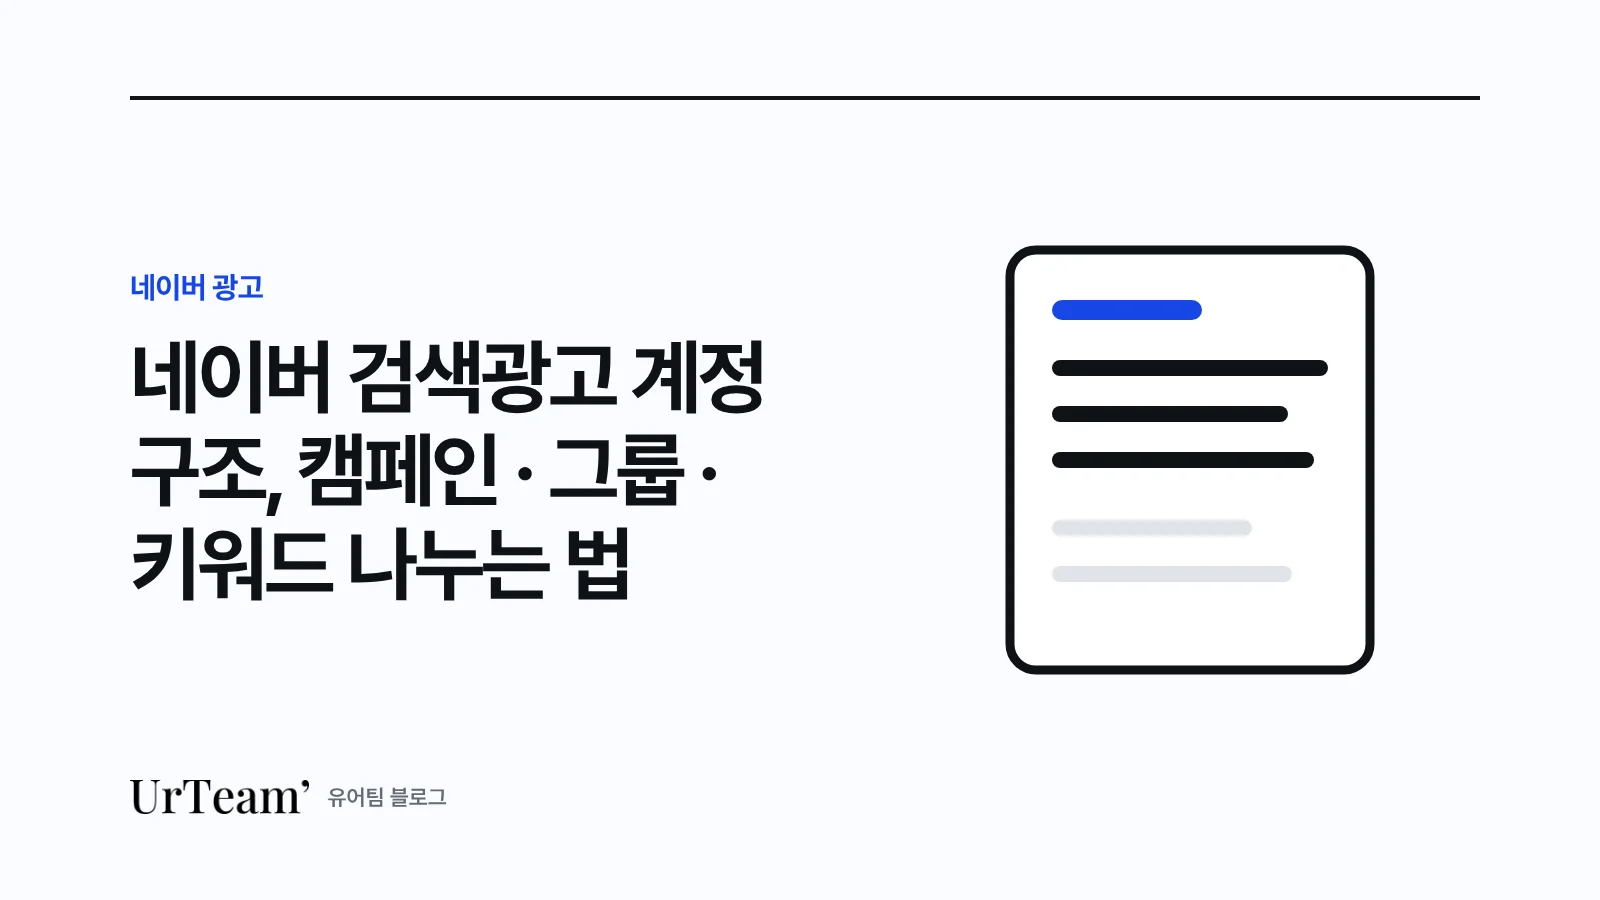 네이버 광고
네이버 검색광고 계정
구조, 캠페인 · 그룹 ·
키워드 나누는 법
UrTeam’ 유어팀 블로그